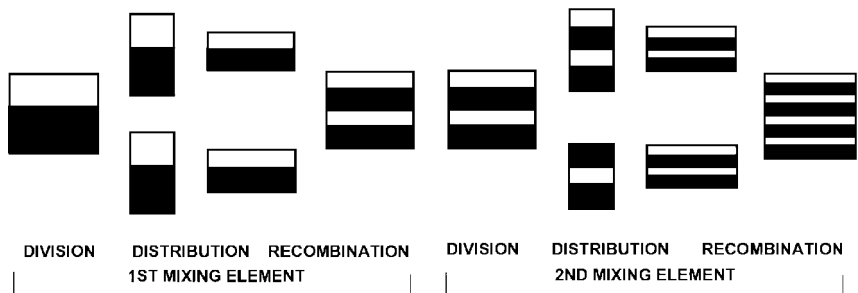 DIVISION DISTRIBUTION RECOMBINATION DIVISION DISTRIBUTION RECOMBINATION
1ST MIXING ELEMENT 2ND MIXING ELEMENT